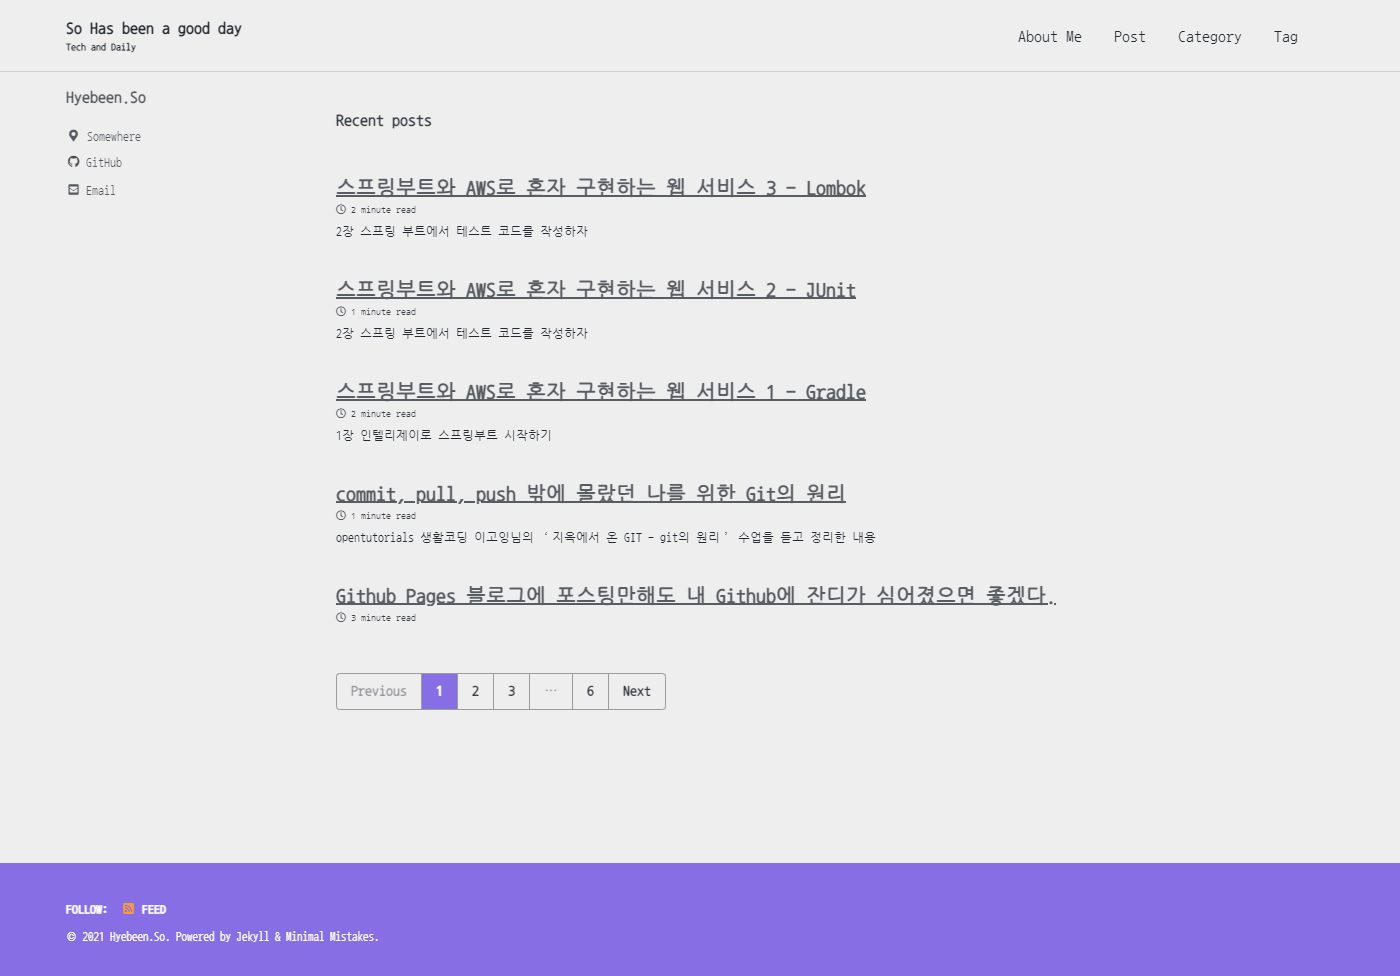 So Has been a good day
Tech and Daily
About Me Post Category Tag
Hyebeen.So
Somewhere
GitHub
Email
Recent posts
스프링부트와 AWS로 혼자 구현하는 웹 서비스 3 - Lombok
2 minute read
2장 스프링 부트에서 테스트 코드를 작성하자
스프링부트와 AWS로 혼자 구현하는 웹 서비스 2 - JUnit
1 minute read
2장 스프링 부트에서 테스트 코드를 작성하자
스프링부트와 AWS로 혼자 구현하는 웹 서비스 1 - Gradle
2 minute read
1장 인텔리제이로 스프링부트 시작하기
commit, pull, push 밖에 몰랐던 나를 위한 Git의 원리
1 minute read
opentutorials 생활코딩 이고잉님의 ‘지옥에서 온 GIT - git의 원리’ 수업을 듣고 정리한 내용
Github Pages 블로그에 포스팅만해도 내 Github에 잔디가 심어졌으면 좋겠다.
3 minute read
Previous 1 2 3 … 6 Next
FOLLOW: FEED
© 2021 Hyebeen.So. Powered by Jekyll & Minimal Mistakes.